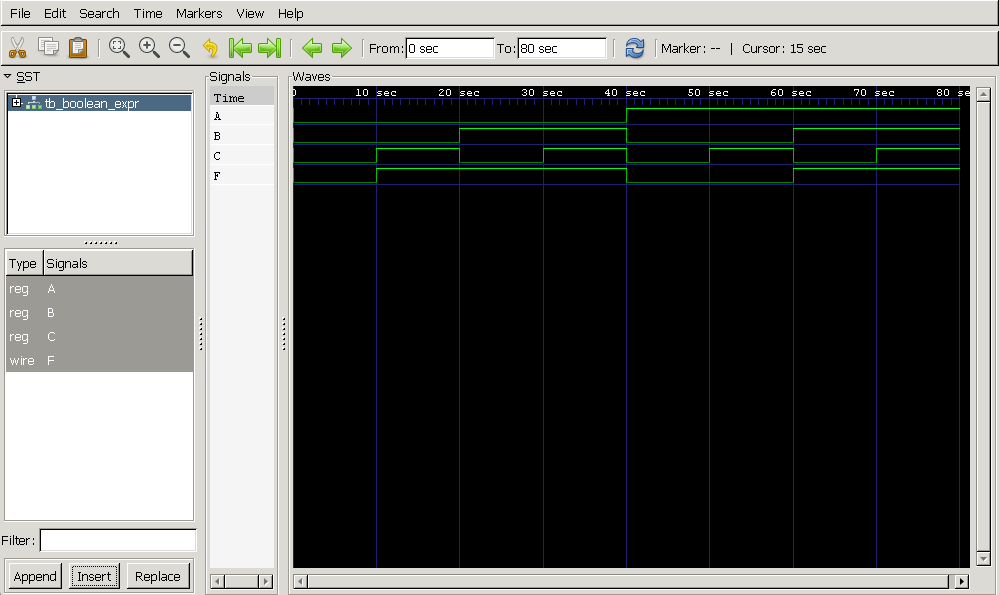 File Edit Search Time Markers View Help
From: 0 sec To: 80 sec Marker: -- | Cursor: 15 sec
SST
tb_boolean_expr
Type Signals
reg A
reg B
reg C
wire F
Filter:
Append Insert Replace
Signals
Time
A
B
C
F
Waves
0 10 sec 20 sec 30 sec 40 sec 50 sec 60 sec 70 sec 80 se